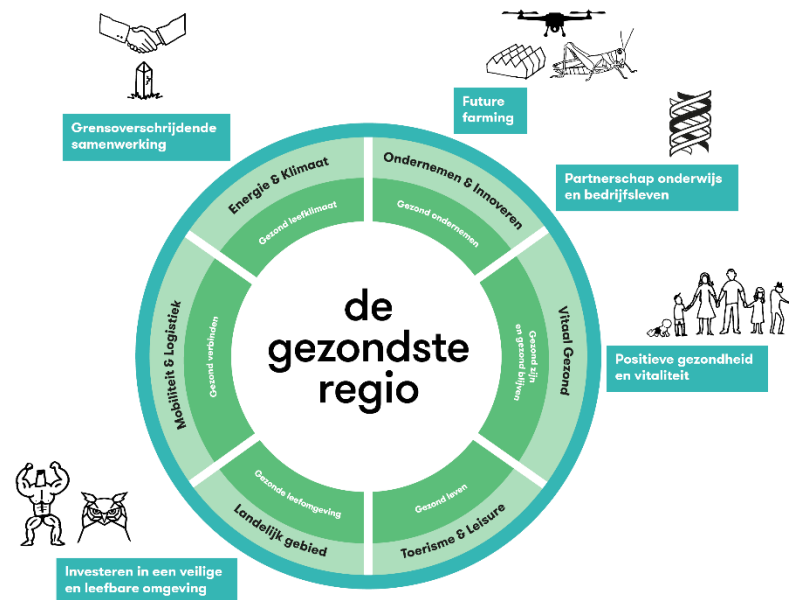 Grensoverschrijdende
samenwerking
Future
farming
Partnerschap onderwijs
en bedrijfsleven
Positieve gezondheid
en vitaliteit
Investeren in een veilige
en leefbare omgeving
Energie & Klimaat
Gezond leefklimaat
Ondernemen & Innoveren
Gezond ondernemen
Vitaal Gezond
Gezond zijn
en gezond blijven
Toerisme & Leisure
Gezond leven
Landelijk gebied
Gezonde leefomgeving
Mobiliteit & Logistiek
Gezond verbinden
de
gezondste
regio